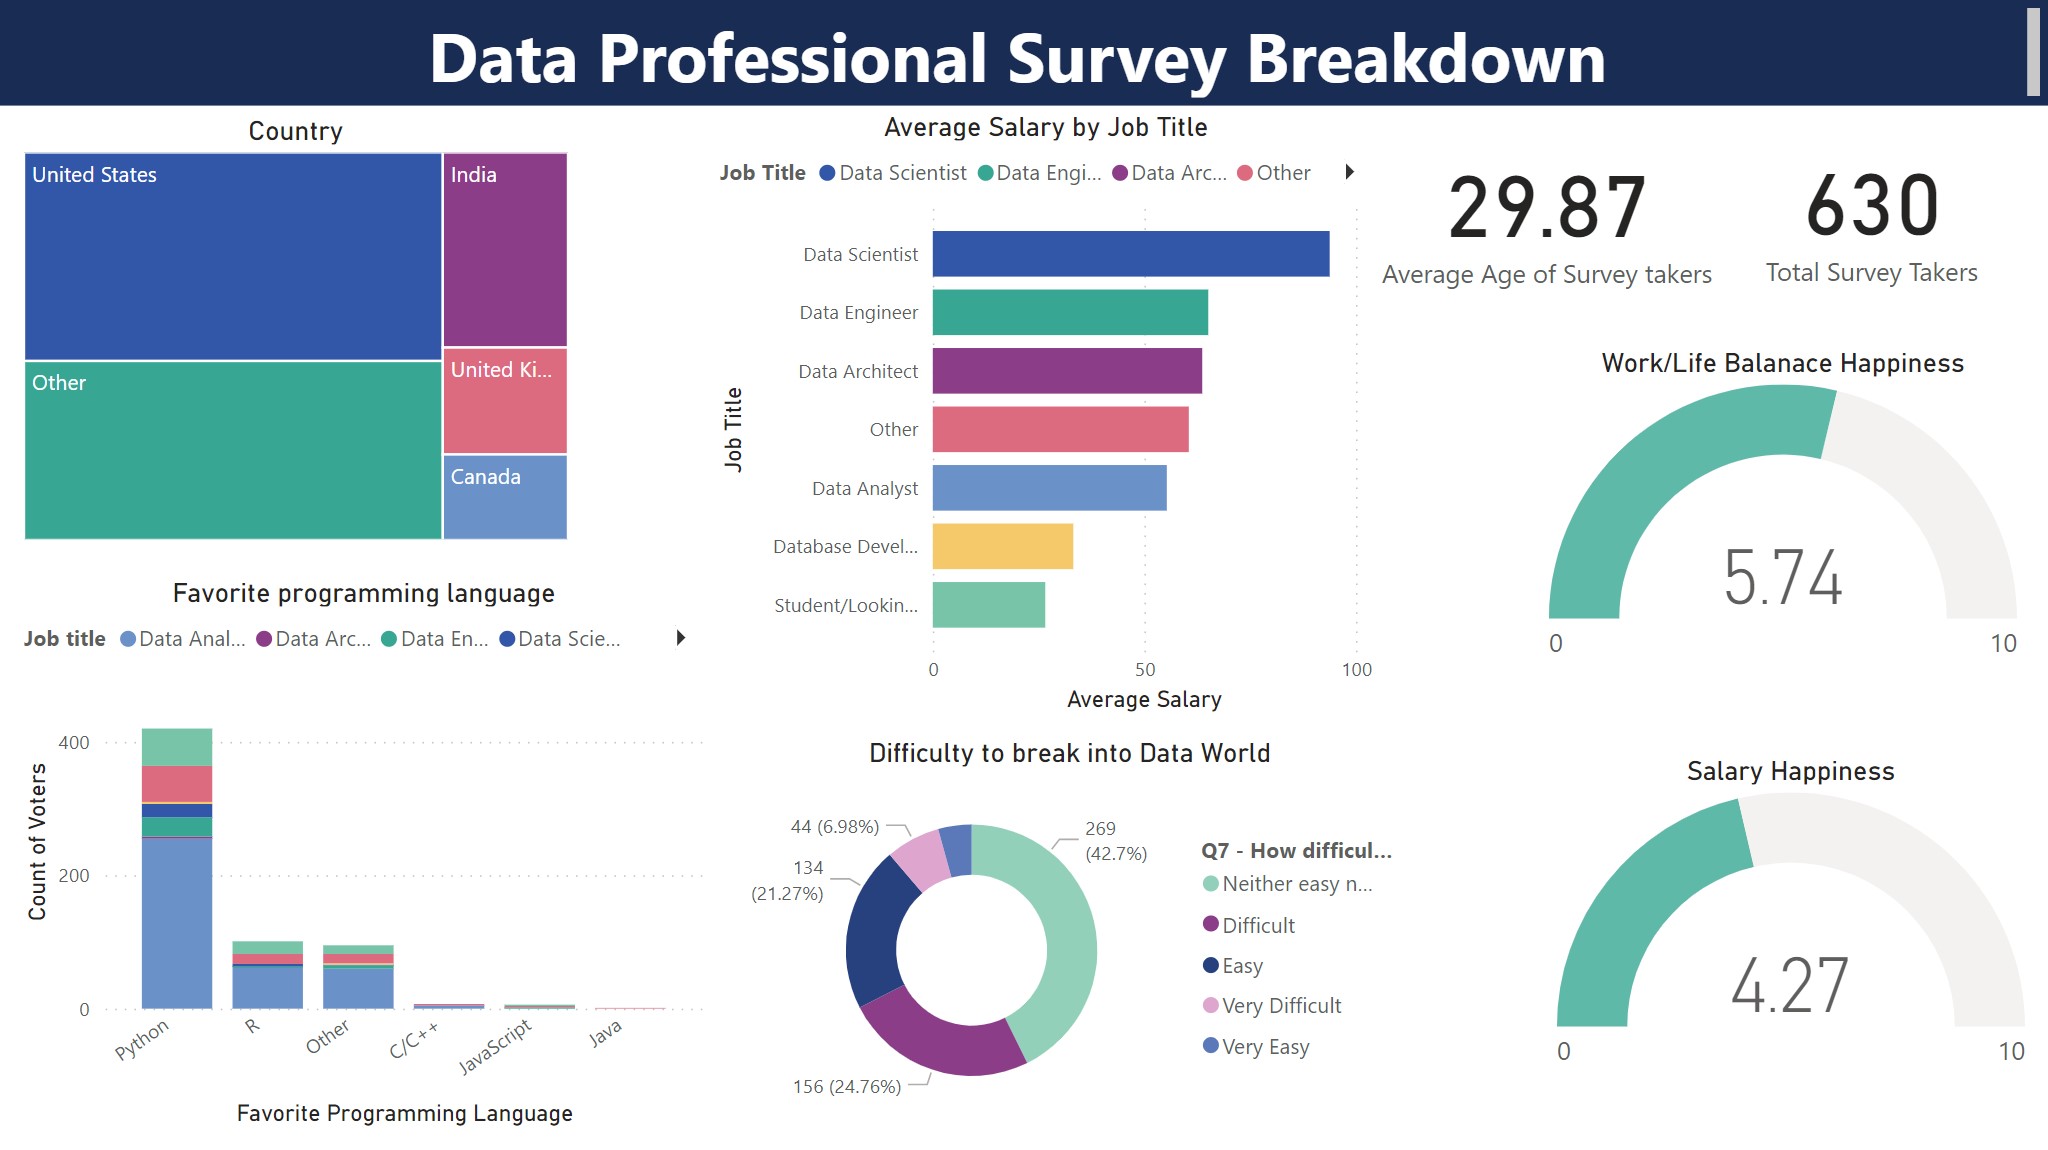 Data Professional Survey Breakdown
Country
United States
India
Other
United Ki...
Canada
Average Salary by Job Title
Job Title Data Scientist Data Engi... Data Arc... Other
Data Scientist
Data Engineer
Data Architect
Other
Data Analyst
Database Devel...
Student/Lookin...
Job Title
0 50 100
Average Salary
29.87
Average Age of Survey takers
630
Total Survey Takers
Work/Life Balanace Happiness
5.74
0 10
Favorite programming language
Job title Data Anal... Data Arc... Data En... Data Scie...
Count of Voters
400
200
0
Python R Other C/C++ JavaScript Java
Favorite Programming Language
Difficulty to break into Data World
44 (6.98%)
269
(42.7%)
134
(21.27%)
156 (24.76%)
Q7 - How difficul...
Neither easy n...
Difficult
Easy
Very Difficult
Very Easy
Salary Happiness
4.27
0 10